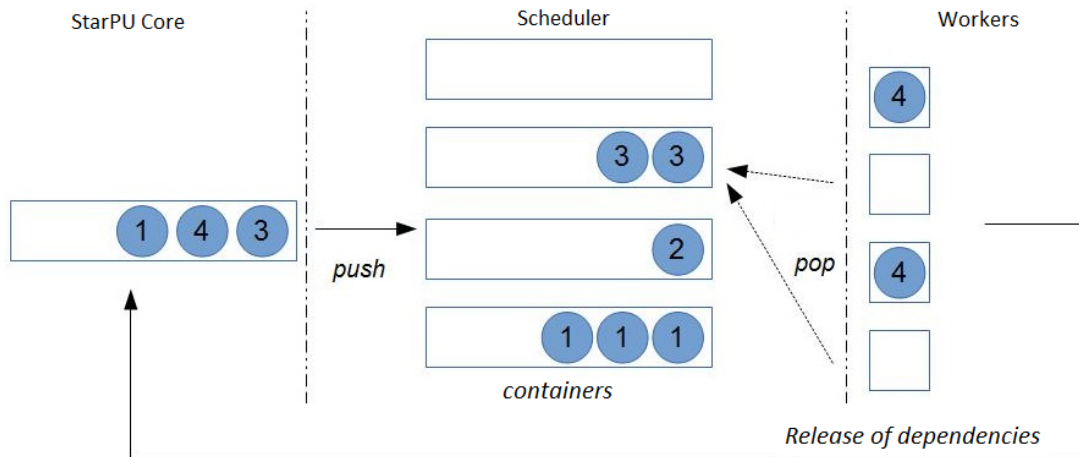 StarPU Core
Scheduler
Workers
4
3 3
1 4 3
push
2
pop
4
1 1 1
containers
Release of dependencies